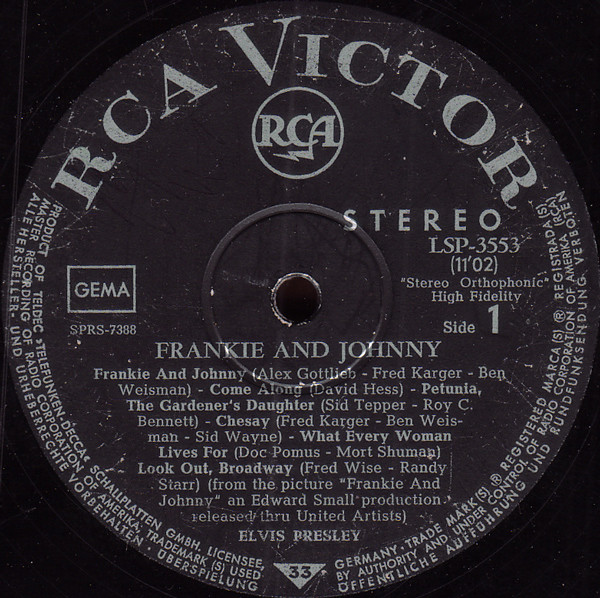 RCA VICTOR
RCA
STEREO
LSP-3553
(11'02)
"Stereo Orthophonic"
High Fidelity
GEMA
SPRS-7388
Side 1
FRANKIE AND JOHNNY
Frankie And Johnny (Alex Gottlieb - Fred Karger - Ben
Weisman) - Come Along (David Hess) - Petunia,
The Gardener's Daughter (Sid Tepper - Roy C.
Bennett) - Chesay (Fred Karger - Ben Weis-
man - Sid Wayne) - What Every Woman
Lives For (Doc Pomus - Mort Shuman)
Look Out, Broadway (Fred Wise - Randy
Starr) (from the picture "Frankie And
Johnny" an Edward Small production
released thru United Artists)
ELVIS PRESLEY
33
PRODUCT OF TELDEC »TELEFUNKEN-DECCA« SCHALLPLATTEN GMBH, LICENSEE, GERMANY. TRADE MARK(S) ® REGISTERED MARCA(S) ® REGISTRADA(S)
MASTER RECORDING OF RADIO CORPORATION OF AMERICA, TRADEMARK(S) USED BY AUTHORITY AND UNDER CONTROL OF RADIO CORPORATION OF AMERICA
ALLE HERSTELLER- UND URHEBERRECHTE VORBEHALTEN. ÜBERSPIELUNG, ÖFFENTLICHE AUFFÜHRUNG UND RUNDFUNKSENDUNG VERBOTEN